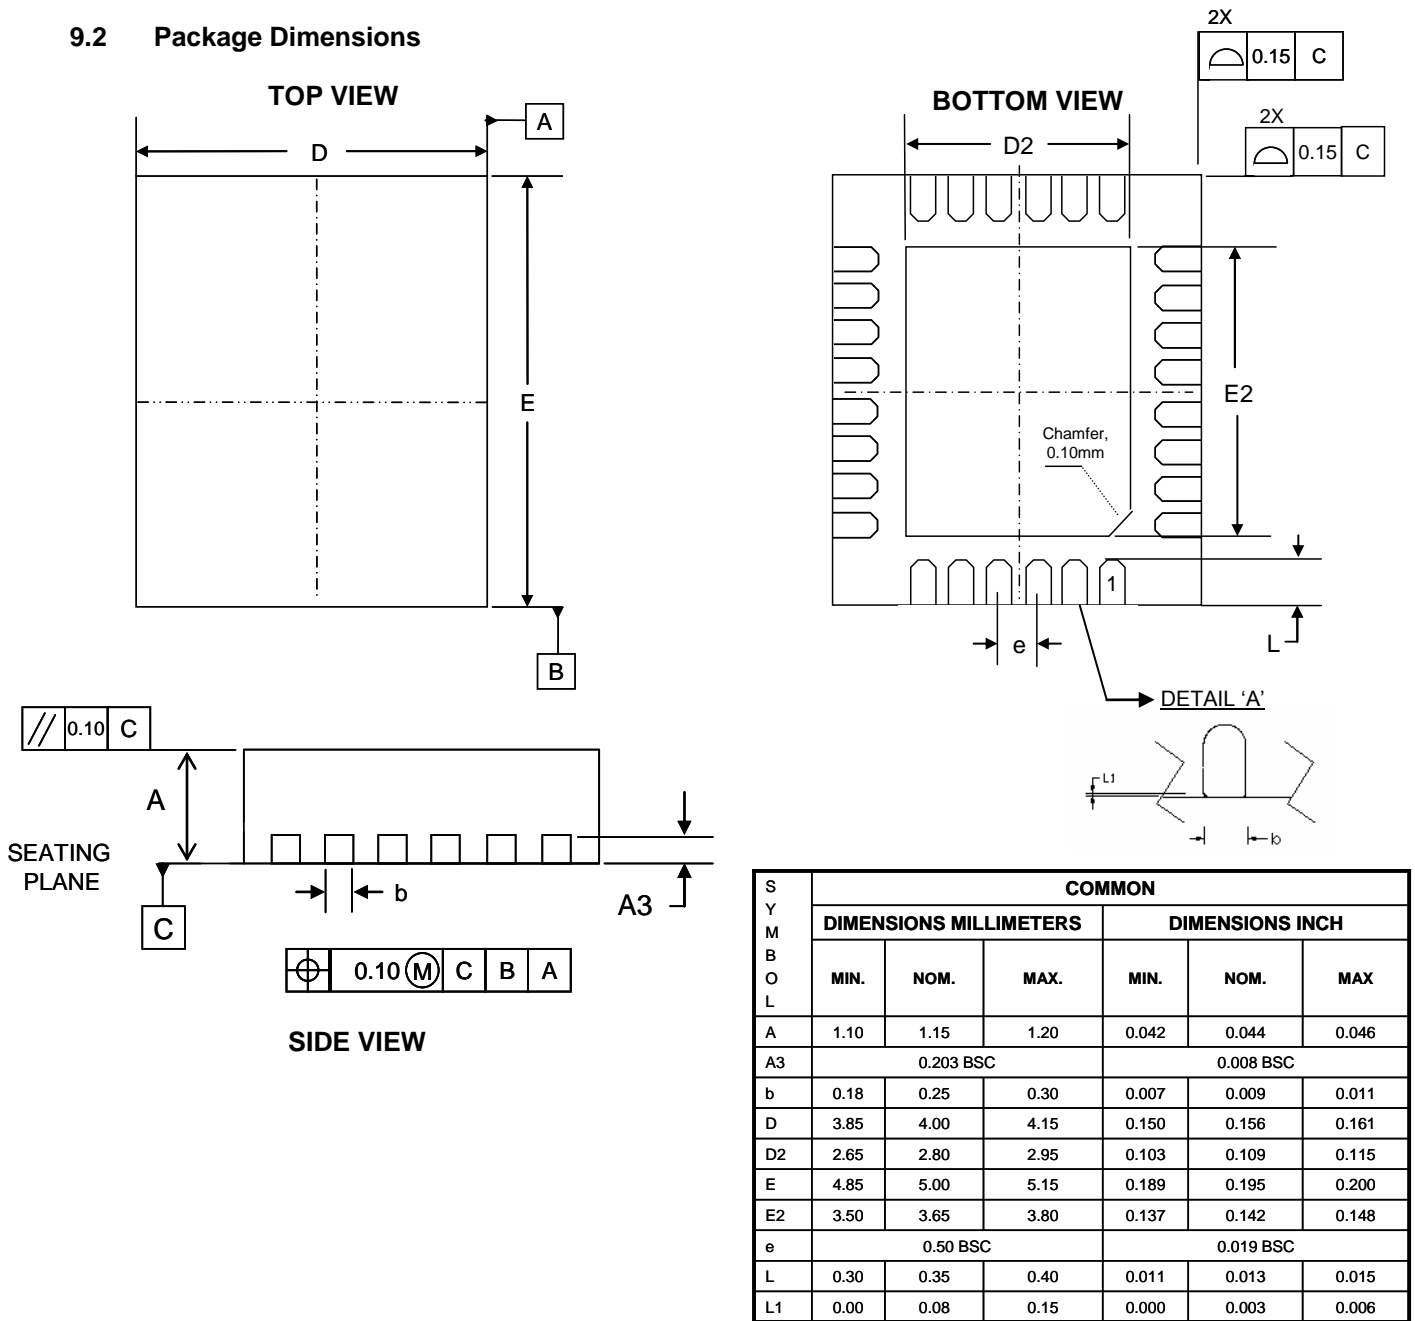 9.2 Package Dimensions
TOP VIEW
A
D
E
B
BOTTOM VIEW
2X
0.15 C
2X
0.15 C
D2
E2
Chamfer,
0.10mm
1
e
L
DETAIL ‘A’
L1
b
// 0.10 C
A
SEATING
PLANE
C
b
A3
0.10 M C B A
SIDE VIEW
SYMBOL COMMON
DIMENSIONS MILLIMETERS DIMENSIONS INCH
MIN. NOM. MAX. MIN. NOM. MAX
A 1.10 1.15 1.20 0.042 0.044 0.046
A3 0.203 BSC 0.008 BSC
b 0.18 0.25 0.30 0.007 0.009 0.011
D 3.85 4.00 4.15 0.150 0.156 0.161
D2 2.65 2.80 2.95 0.103 0.109 0.115
E 4.85 5.00 5.15 0.189 0.195 0.200
E2 3.50 3.65 3.80 0.137 0.142 0.148
e 0.50 BSC 0.019 BSC
L 0.30 0.35 0.40 0.011 0.013 0.015
L1 0.00 0.08 0.15 0.000 0.003 0.006